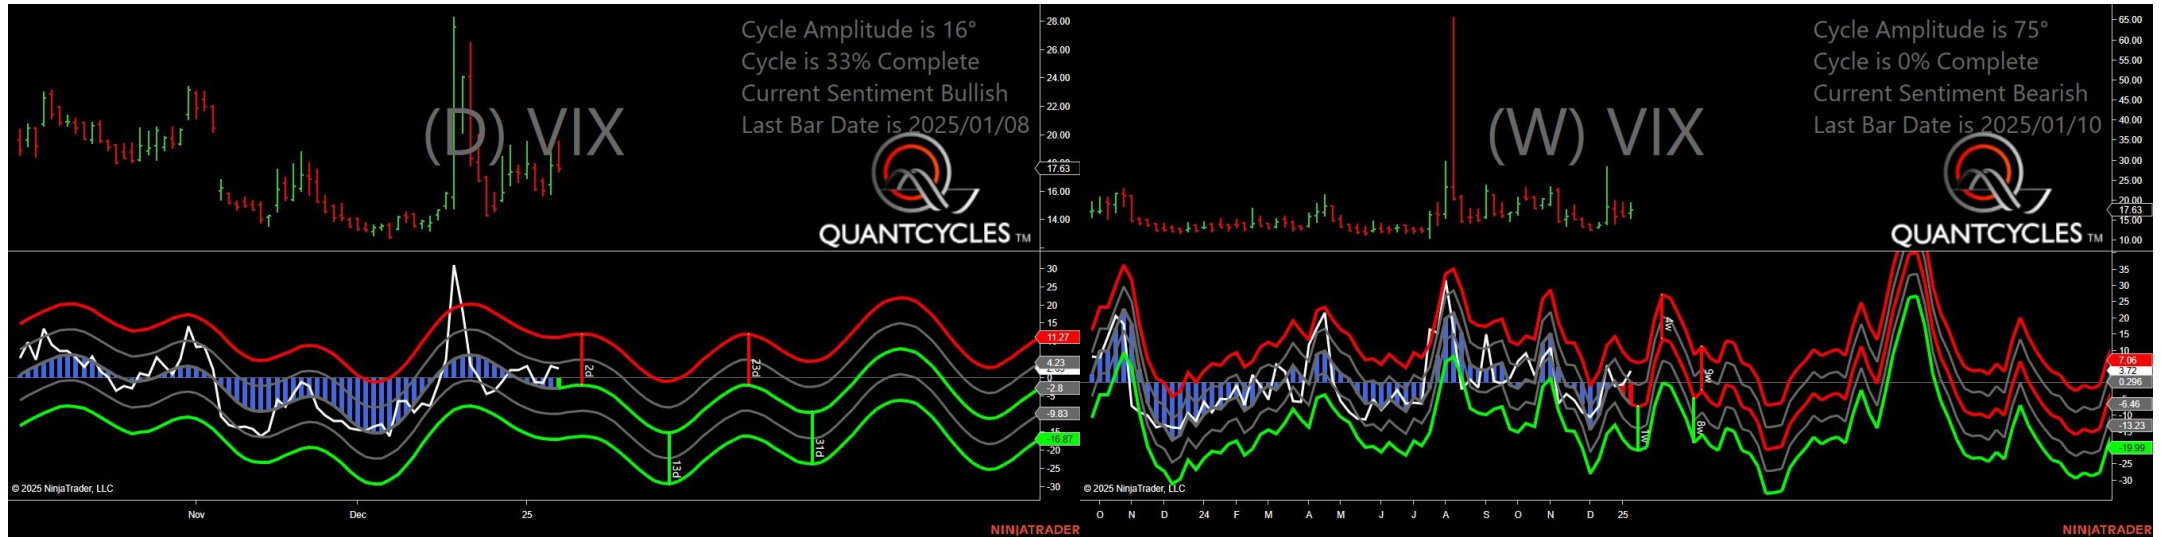 Cycle Amplitude is 16°
Cycle is 33% Complete
Current Sentiment Bullish
Last Bar Date is 2025/01/08
(D) VIX
QUANTCYCLES TM
28.00
26.00
24.00
22.00
20.00
17.63
16.00
14.00
30
25
20
15
11.27
4.23
0
-2.8
-5
-9.83
-16.87
-20
-25
-30
2d
13d
23d
31d
© 2025 NinjaTrader, LLC
Nov Dec 25
NINJATRADER
Cycle Amplitude is 75°
Cycle is 0% Complete
Current Sentiment Bearish
Last Bar Date is 2025/01/10
(W) VIX
QUANTCYCLES TM
65.00
60.00
55.00
50.00
45.00
40.00
35.00
30.00
25.00
20.00
17.63
15.00
10.00
35
30
25
20
15
10
7.06
3.72
0.296
-6.46
-10
-13.23
-19.99
-25
-30
1w
4w
8w
9w
© 2025 NinjaTrader, LLC
O N D 24 F M A M J J A S O N D 25
NINJATRADER